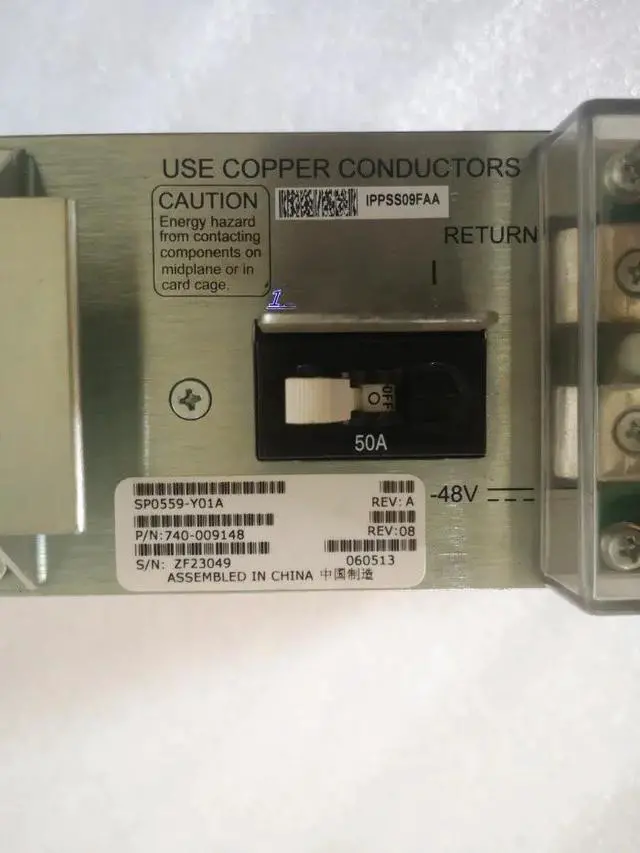 USE COPPER CONDUCTORS
CAUTION
Energy hazard
from contacting
components on
midplane or in
card cage.
IPPSS09FAA
RETURN
I
1
OFF
O
50A
-48V
SP0559-Y01A
REV: A
P/N:740-009148
REV:08
S/N: ZF23049
060513
ASSEMBLED IN CHINA 中国制造